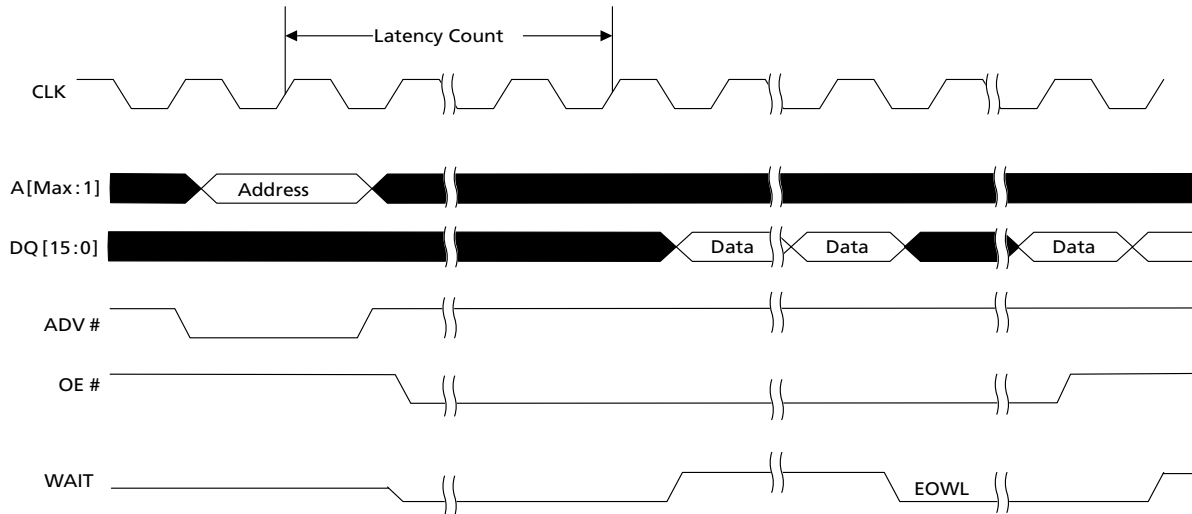 Latency Count
CLK
A[Max:1]
Address
DQ[15:0]
Data
Data
Data
ADV #
OE #
WAIT
EOWL